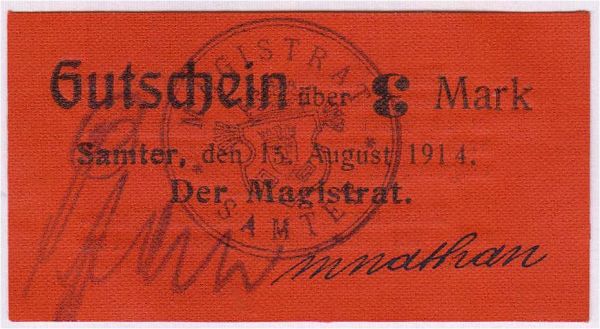 Gutschein über 3 Mark
Samter, den 15. August 1914.
Der Magistrat.
MAGISTRAT
* SAMTER *